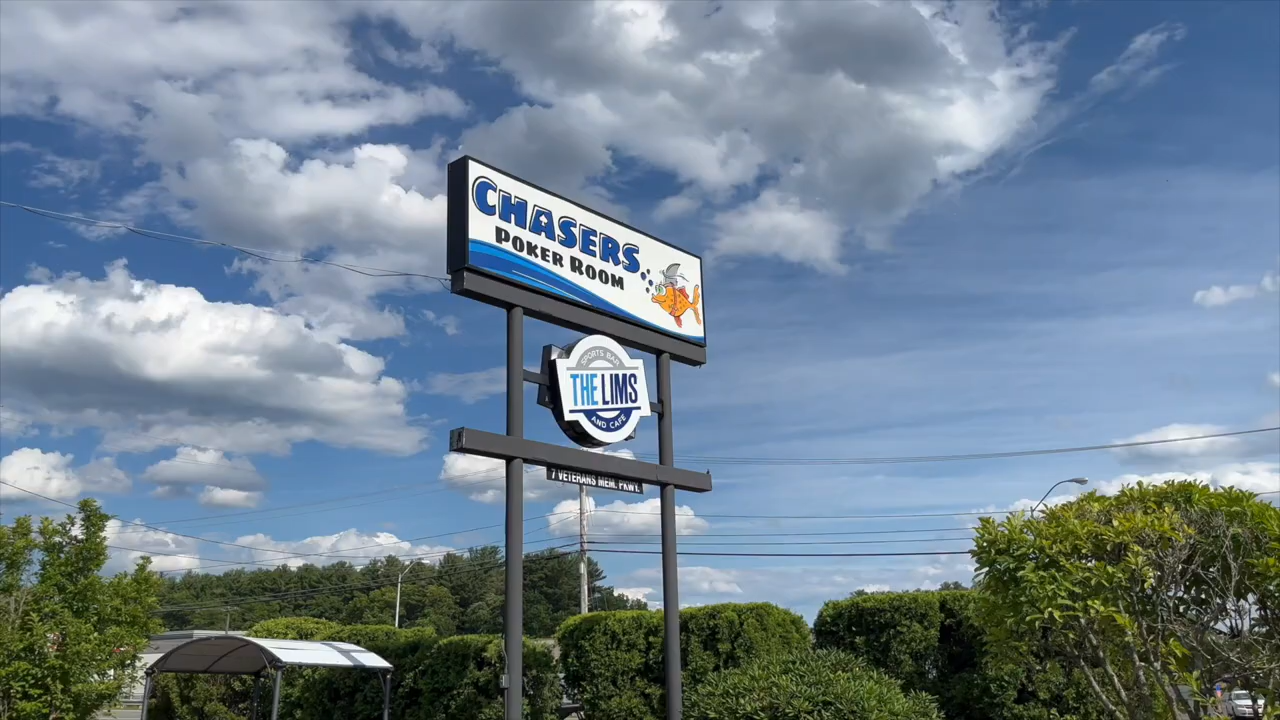 CHASERS
POKER ROOM
SPORTS BAR
THE LIMS
AND CAFE
7 VETERANS MEM. PKWY.